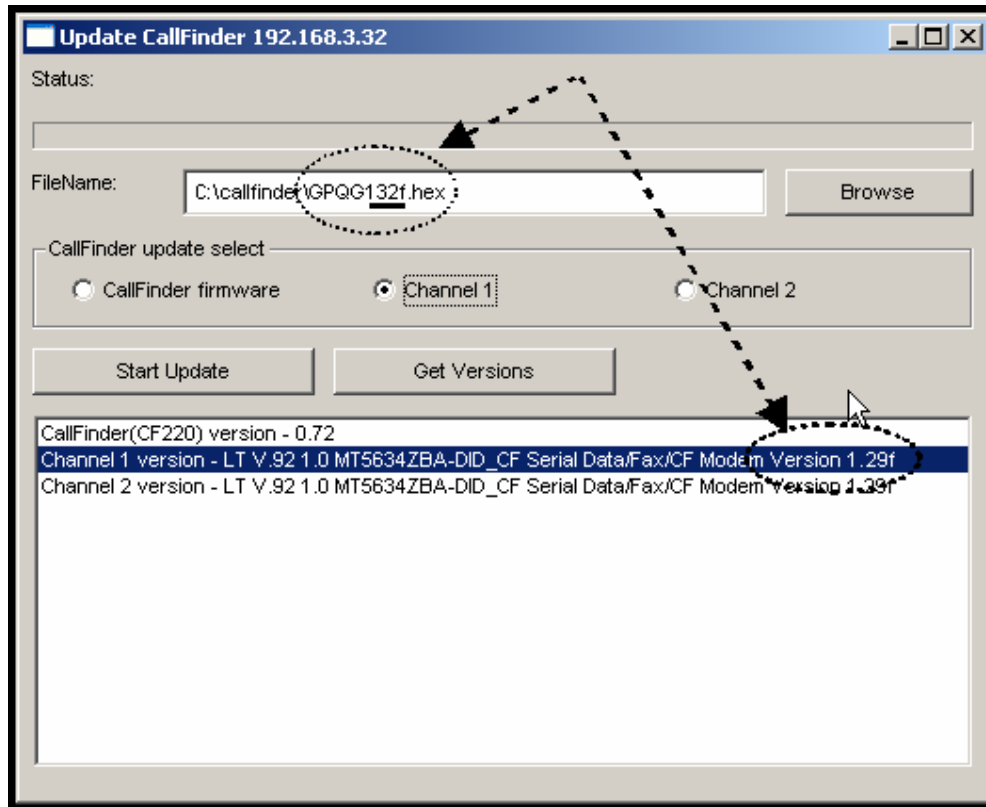 Update CallFinder 192.168.3.32
Status:
FileName: C:\callfinder\GPQG132f.hex Browse
CallFinder update select
CallFinder firmware Channel 1 Channel 2
Start Update Get Versions
CallFinder(CF220) version - 0.72
Channel 1 version - LT V.92 1.0 MT5634ZBA-DID_CF Serial Data/Fax/CF Modem Version 1.29f
Channel 2 version - LT V.92 1.0 MT5634ZBA-DID_CF Serial Data/Fax/CF Modem Version 1.29f